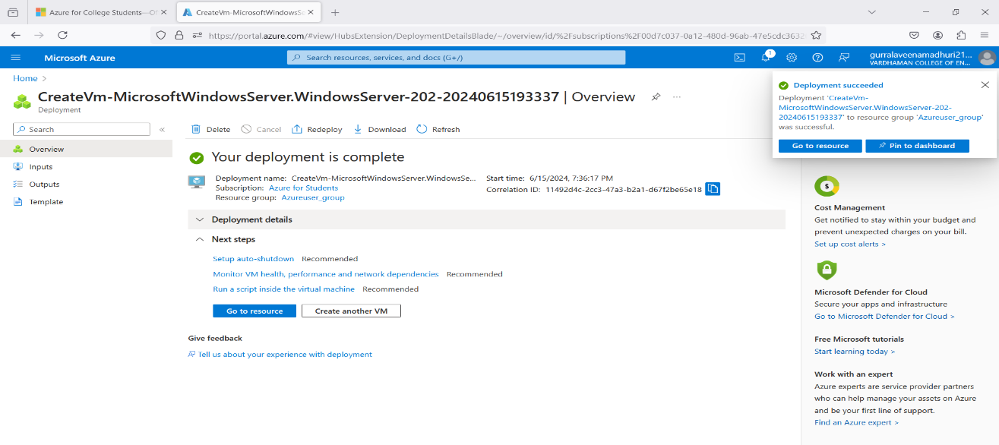 Azure for College Students—Of
CreateVm-MicrosoftWindowsSe
https://portal.azure.com/#view/HubsExtension/DeploymentDetailsBlade/~/overview/id/%2Fsubscriptions%2F00d7c037-0a12-480d-96ab-47e5cdc3632
Microsoft Azure
Search resources, services, and docs (G+/)
1
gurralaveenamadhuri21...
VARDHAMAN COLLEGE OF EN...
Home >
CreateVm-MicrosoftWindowsServer.WindowsServer-202-20240615193337 | Overview
...
Deployment
Search
«
Overview
Inputs
Outputs
Template
Delete
Cancel
Redeploy
Download
Refresh
Your deployment is complete
Deployment name: CreateVm-MicrosoftWindowsServer.WindowsSe...
Subscription: Azure for Students
Resource group: Azureuser_group
Start time: 6/15/2024, 7:36:17 PM
Correlation ID: 11492d4c-2cc3-47a3-b2a1-d67f2be65e18
Deployment details
Next steps
Setup auto-shutdown Recommended
Monitor VM health, performance and network dependencies Recommended
Run a script inside the virtual machine Recommended
Go to resource
Create another VM
Give feedback
Tell us about your experience with deployment
Deployment succeeded
Deployment 'CreateVm-
MicrosoftWindowsServer.WindowsServer-202-
20240615193337' to resource group 'Azureuser_group'
was successful.
Go to resource
Pin to dashboard
$
Cost Management
Get notified to stay within your budget and
prevent unexpected charges on your bill.
Set up cost alerts >
Microsoft Defender for Cloud
Secure your apps and infrastructure
Go to Microsoft Defender for Cloud >
Free Microsoft tutorials
Start learning today >
Work with an expert
Azure experts are service provider partners
who can help manage your assets on Azure
and be your first line of support.
Find an Azure expert >